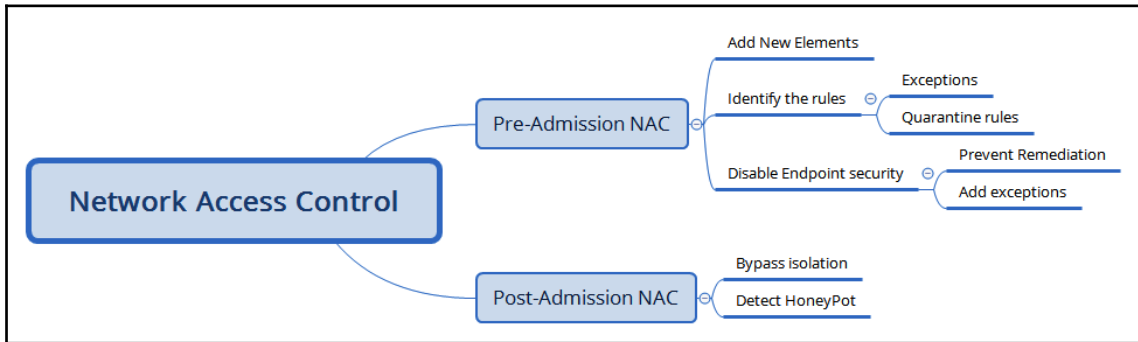 Network Access Control
Pre-Admission NAC
Add New Elements
Identify the rules
Exceptions
Quarantine rules
Disable Endpoint security
Prevent Remediation
Add exceptions
Post-Admission NAC
Bypass isolation
Detect HoneyPot